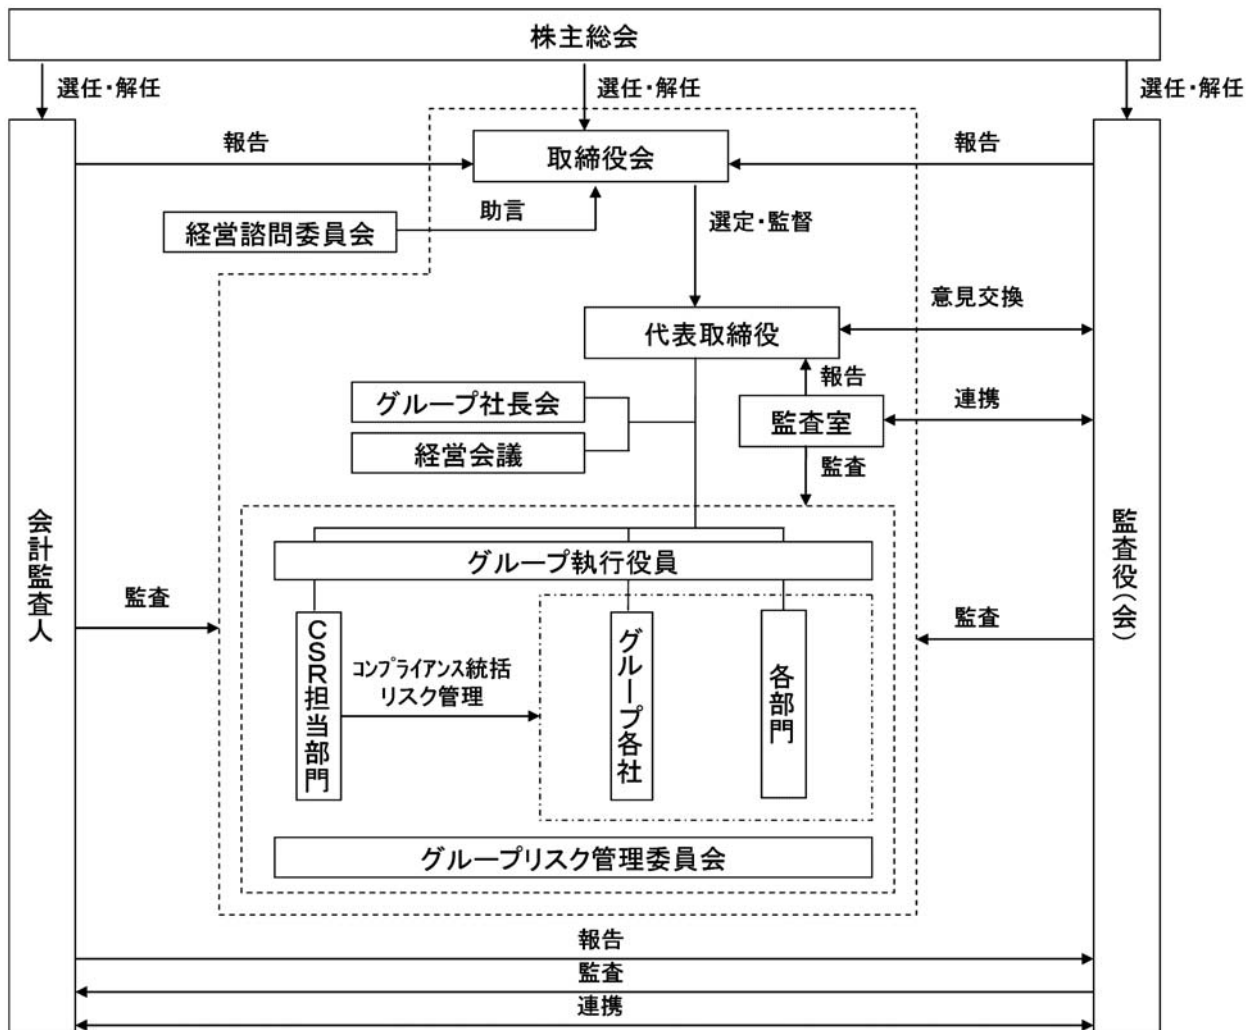 株主総会
選任・解任
選任・解任
選任・解任
報告
取締役会
報告
助言
経営諮問委員会
選定・監督
意見交換
代表取締役
報告
グループ社長会
監査室
連携
経営会議
監査
会計監査人
監査役(会)
グループ執行役員
監査
監査
CSR担当部門
コンプライアンス統括
リスク管理
グループ各社
各部門
グループリスク管理委員会
報告
監査
連携